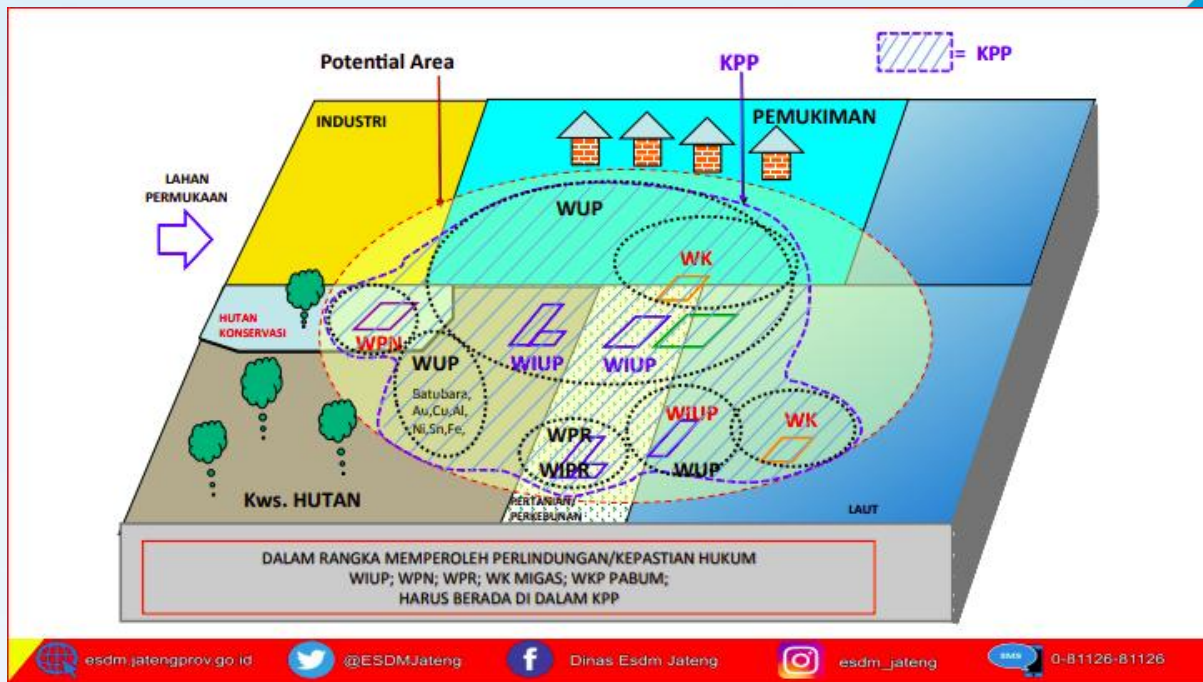 Potential Area
KPP
= KPP
INDUSTRI
PEMUKIMAN
LAHAN
PERMUKAAN
WUP
WK
HUTAN
KONSERVASI
WPN
WUP
Batubara,
Au,Cu,Al,
Ni,Sn,Fe,
WIUP
WIUP
WIUP
WK
WPR
WIPR
WUP
Kws. HUTAN
PERTANIAN/
PERKEBUNAN
LAUT
DALAM RANGKA MEMPEROLEH PERLINDUNGAN/KEPASTIAN HUKUM
WIUP; WPN; WPR; WK MIGAS; WKP PABUM;
HARUS BERADA DI DALAM KPP
esdm.jatengprov.go.id
@ESDMJateng
f
Dinas Esdm Jateng
esdm_jateng
SMS
0-81126-81126